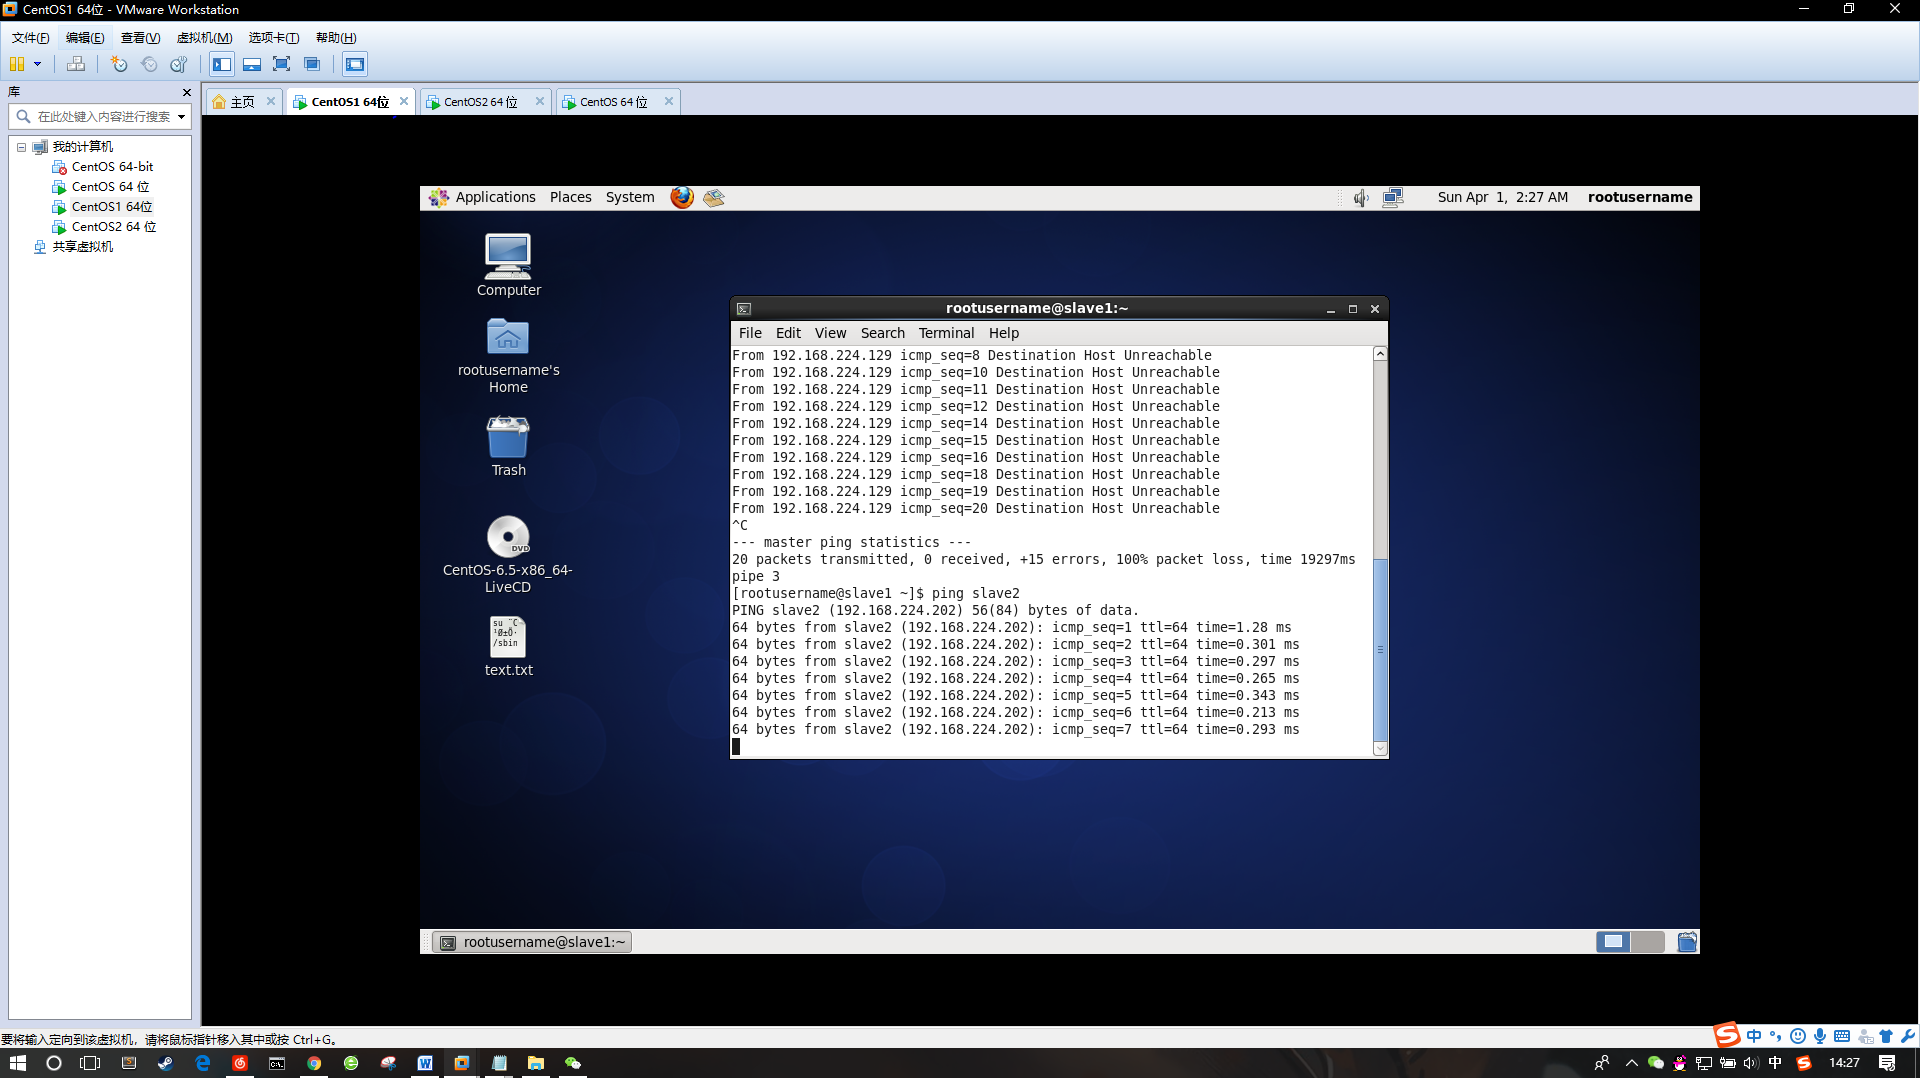 CentOS1 64位 - VMware Workstation
文件(F) 编辑(E) 查看(V) 虚拟机(M) 选项卡(T) 帮助(H)
库
在此处键入内容进行搜索
我的计算机
CentOS 64-bit
CentOS 64 位
CentOS1 64位
CentOS2 64 位
共享虚拟机
主页 CentOS1 64位 CentOS2 64 位 CentOS 64 位
Applications Places System Sun Apr 1, 2:27 AM rootusername
Computer
rootusername's
Home
Trash
DVD
CentOS-6.5-x86_64-
LiveCD
su ¨C
¹Ø±Õ·
/sbin
text.txt
rootusername@slave1:~
File Edit View Search Terminal Help
From 192.168.224.129 icmp_seq=8 Destination Host Unreachable
From 192.168.224.129 icmp_seq=10 Destination Host Unreachable
From 192.168.224.129 icmp_seq=11 Destination Host Unreachable
From 192.168.224.129 icmp_seq=12 Destination Host Unreachable
From 192.168.224.129 icmp_seq=14 Destination Host Unreachable
From 192.168.224.129 icmp_seq=15 Destination Host Unreachable
From 192.168.224.129 icmp_seq=16 Destination Host Unreachable
From 192.168.224.129 icmp_seq=18 Destination Host Unreachable
From 192.168.224.129 icmp_seq=19 Destination Host Unreachable
From 192.168.224.129 icmp_seq=20 Destination Host Unreachable
^C
--- master ping statistics ---
20 packets transmitted, 0 received, +15 errors, 100% packet loss, time 19297ms
pipe 3
[rootusername@slave1 ~]$ ping slave2
PING slave2 (192.168.224.202) 56(84) bytes of data.
64 bytes from slave2 (192.168.224.202): icmp_seq=1 ttl=64 time=1.28 ms
64 bytes from slave2 (192.168.224.202): icmp_seq=2 ttl=64 time=0.301 ms
64 bytes from slave2 (192.168.224.202): icmp_seq=3 ttl=64 time=0.297 ms
64 bytes from slave2 (192.168.224.202): icmp_seq=4 ttl=64 time=0.265 ms
64 bytes from slave2 (192.168.224.202): icmp_seq=5 ttl=64 time=0.343 ms
64 bytes from slave2 (192.168.224.202): icmp_seq=6 ttl=64 time=0.213 ms
64 bytes from slave2 (192.168.224.202): icmp_seq=7 ttl=64 time=0.293 ms
rootusername@slave1:~
要将输入定向到该虚拟机，请将鼠标指针移入其中或按 Ctrl+G。
中
中 14:27